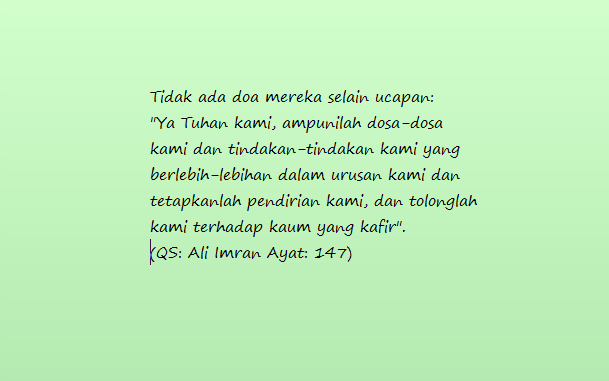 Tidak ada doa mereka selain ucapan:
"Ya Tuhan kami, ampunilah dosa-dosa
kami dan tindakan-tindakan kami yang
berlebih-lebihan dalam urusan kami dan
tetapkanlah pendirian kami, dan tolonglah
kami terhadap kaum yang kafir".
(QS: Ali Imran Ayat: 147)